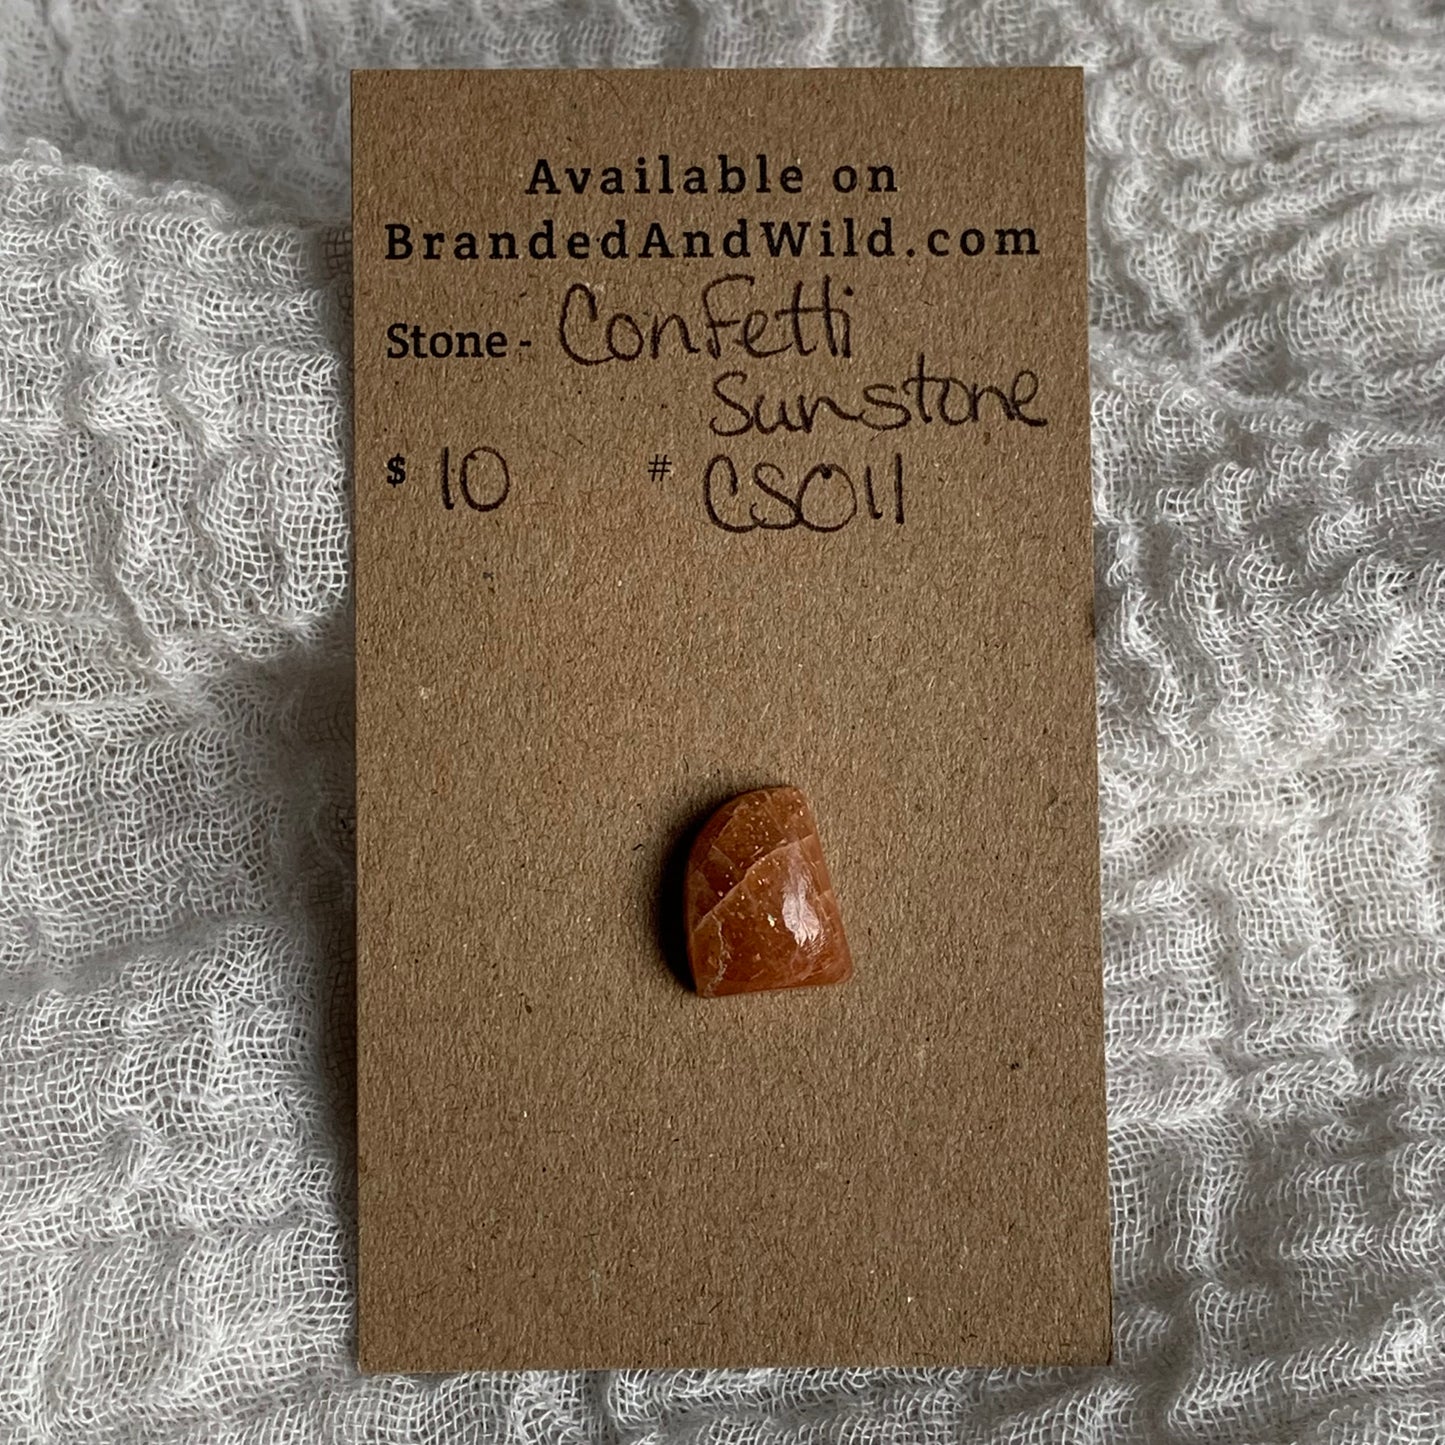 Available on
BrandedAndWild.com
Stone - Confetti
Sunstone
$ 10 # CS011